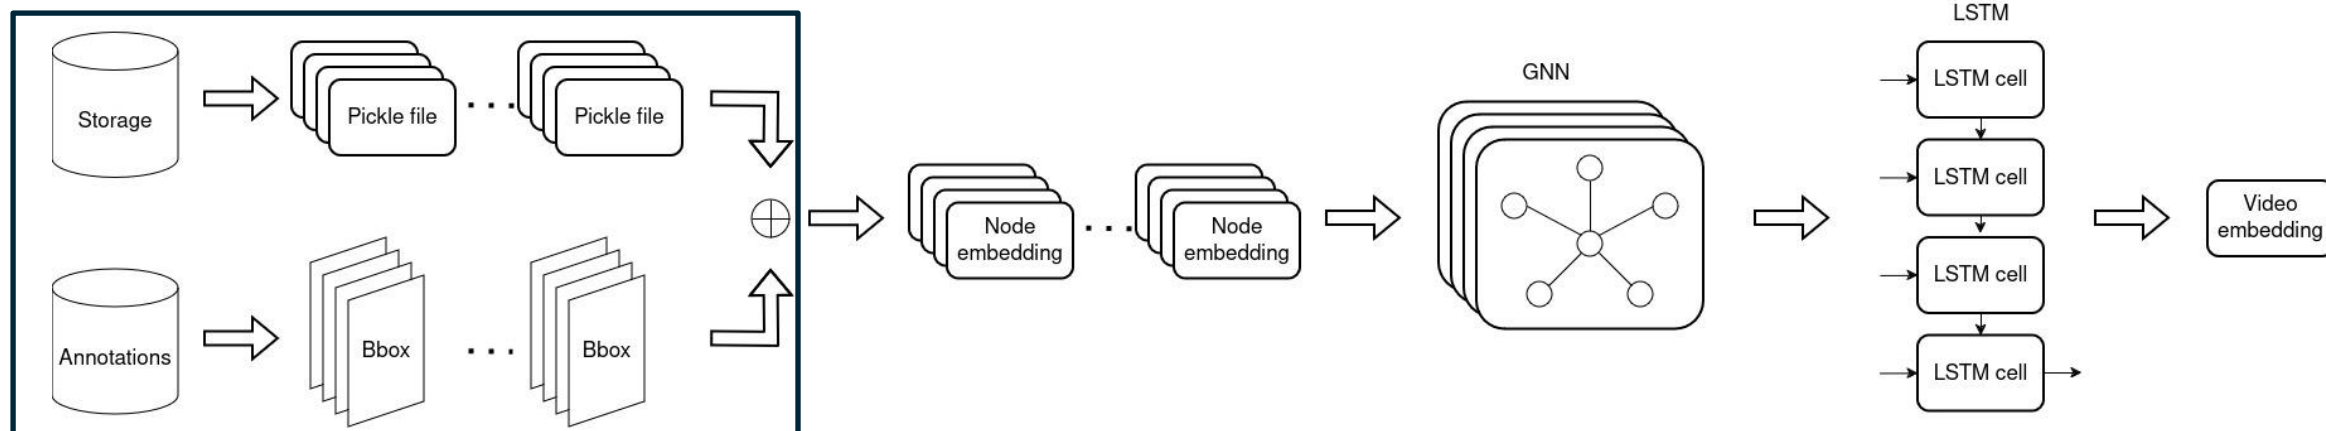 Storage
Pickle file
. . .
Pickle file
Annotations
Bbox
. . .
Bbox
Node
embedding
. . .
Node
embedding
GNN
LSTM
LSTM cell
LSTM cell
LSTM cell
LSTM cell
Video
embedding